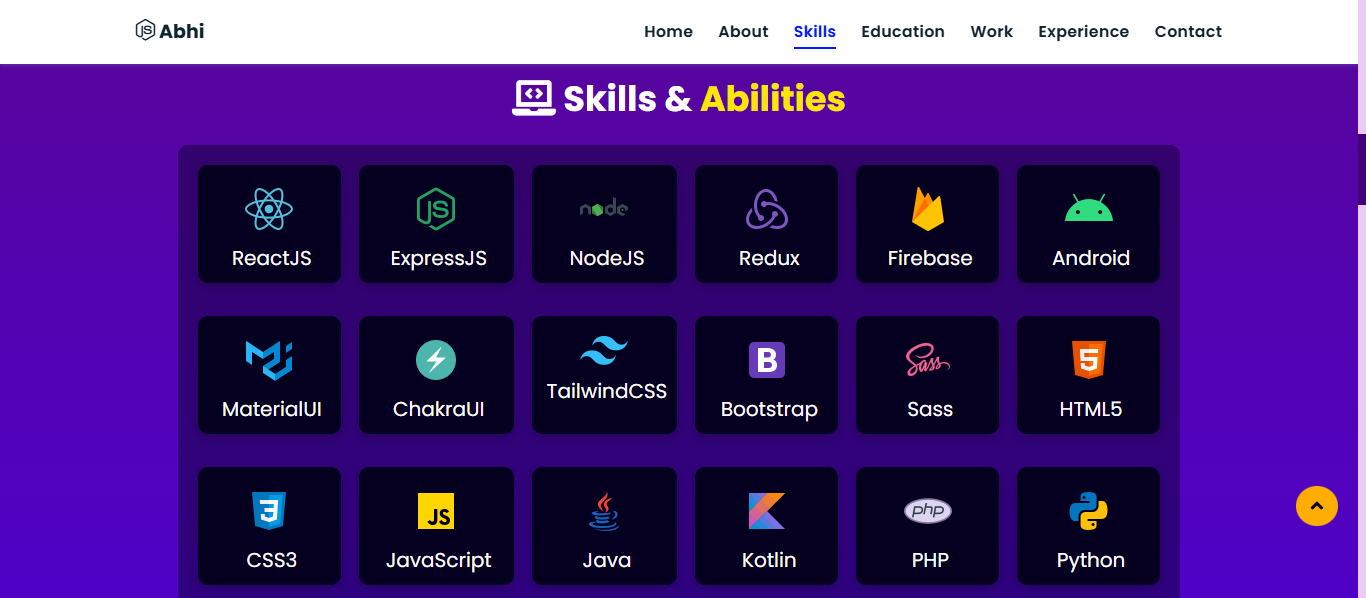 JS Abhi
Home About Skills Education Work Experience Contact
Skills & Abilities
JS node
ReactJS ExpressJS NodeJS Redux Firebase Android
B Sass 5
MaterialUI ChakraUI TailwindCSS Bootstrap Sass HTML5
3 JS php
CSS3 JavaScript Java Kotlin PHP Python